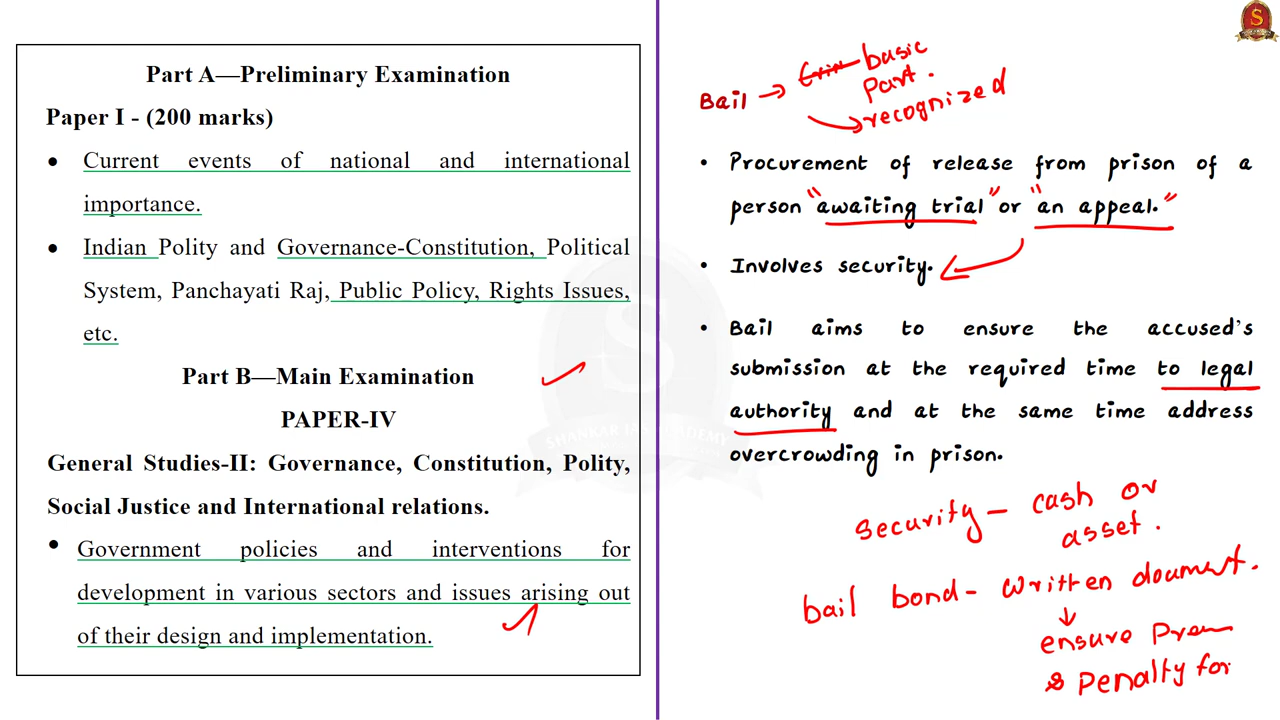 Part A—Preliminary Examination
Paper I - (200 marks)
• Current events of national and international
importance.
• Indian Polity and Governance-Constitution, Political
System, Panchayati Raj, Public Policy, Rights Issues,
etc.
Part B—Main Examination
PAPER-IV
General Studies-II: Governance, Constitution, Polity,
Social Justice and International relations.
• Government policies and interventions for
development in various sectors and issues arising out
of their design and implementation.
S
basic
Part.
Bail →
→ recognized
• Procurement of release from prison of a
person "awaiting trial" or "an appeal."
• Involves security.
• Bail aims to ensure the accused's
submission at the required time to legal
authority and at the same time address
overcrowding in prison.
security - cash or
asset.
bail bond - written document.
↓
ensure
& Penalty for
SHANKAR IAS ACADEMY